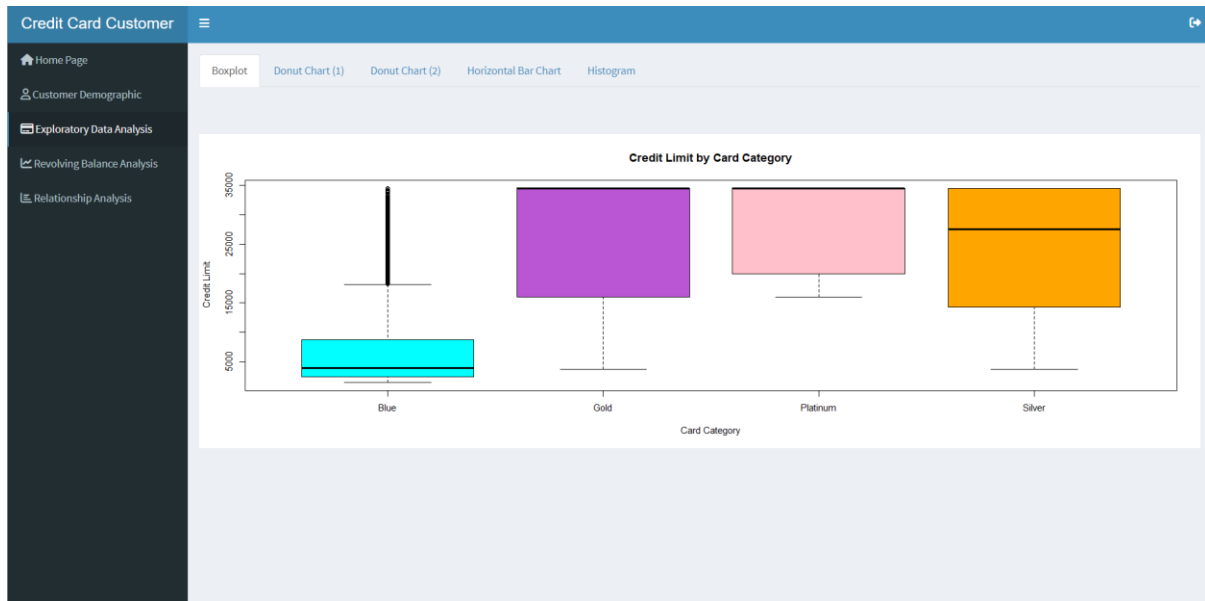 Credit Card Customer
Home Page
Customer Demographic
Exploratory Data Analysis
Revolving Balance Analysis
Relationship Analysis
Boxplot Donut Chart (1) Donut Chart (2) Horizontal Bar Chart Histogram
Credit Limit by Card Category
35000
25000
15000
5000
Credit Limit
Blue Gold Platinum Silver
Card Category